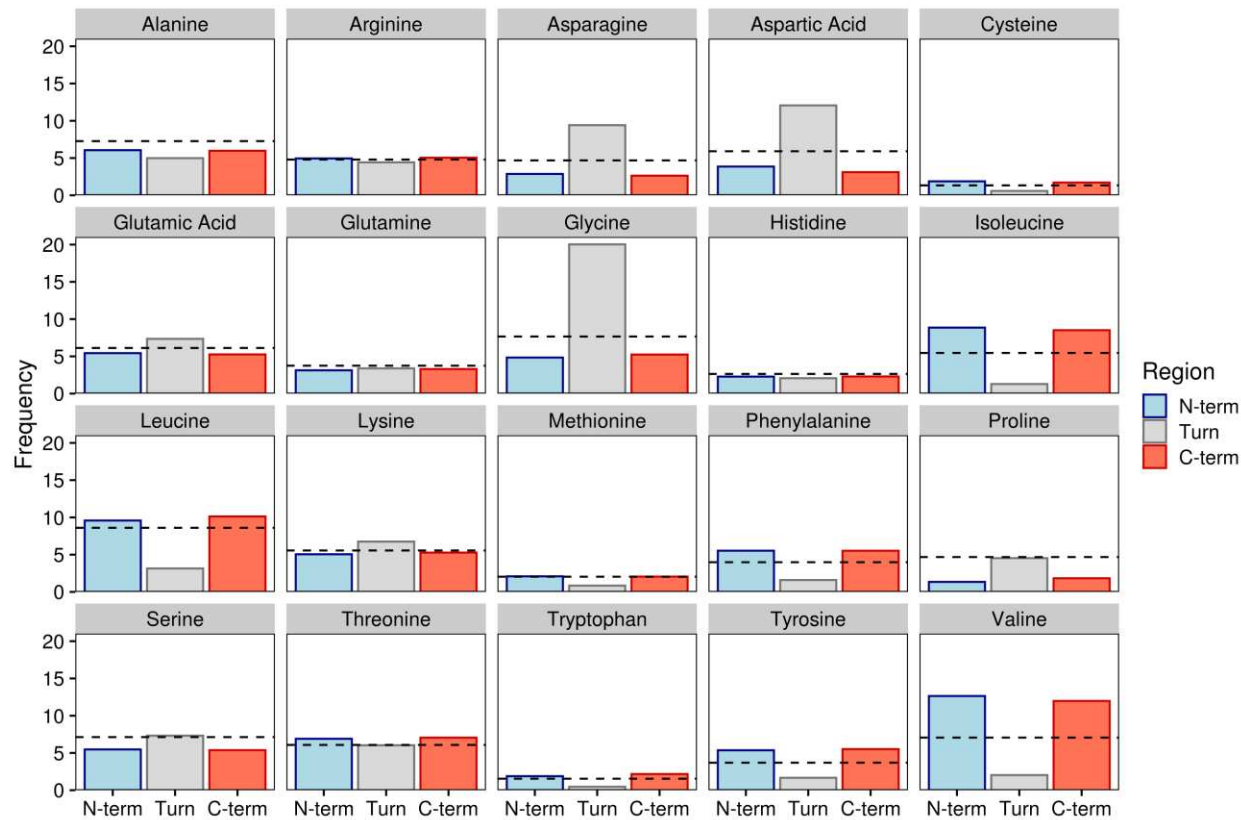 Alanine Arginine Asparagine Aspartic Acid Cysteine
20
15
10
5
0
Glutamic Acid Glutamine Glycine Histidine Isoleucine
20
15
10
5
0
Leucine Lysine Methionine Phenylalanine Proline
20
15
10
5
0
Serine Threonine Tryptophan Tyrosine Valine
20
15
10
5
0
N-term Turn C-term N-term Turn C-term N-term Turn C-term N-term Turn C-term N-term Turn C-term
Frequency
Region
N-term
Turn
C-term